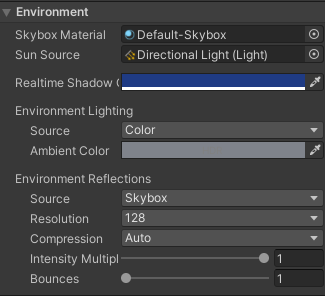 Environment
Skybox Material Default-Skybox
Sun Source Directional Light (Light)
Realtime Shadow C
Environment Lighting
Source Color
Ambient Color
Environment Reflections
Source Skybox
Resolution 128
Compression Auto
Intensity Multipl 1
Bounces 1